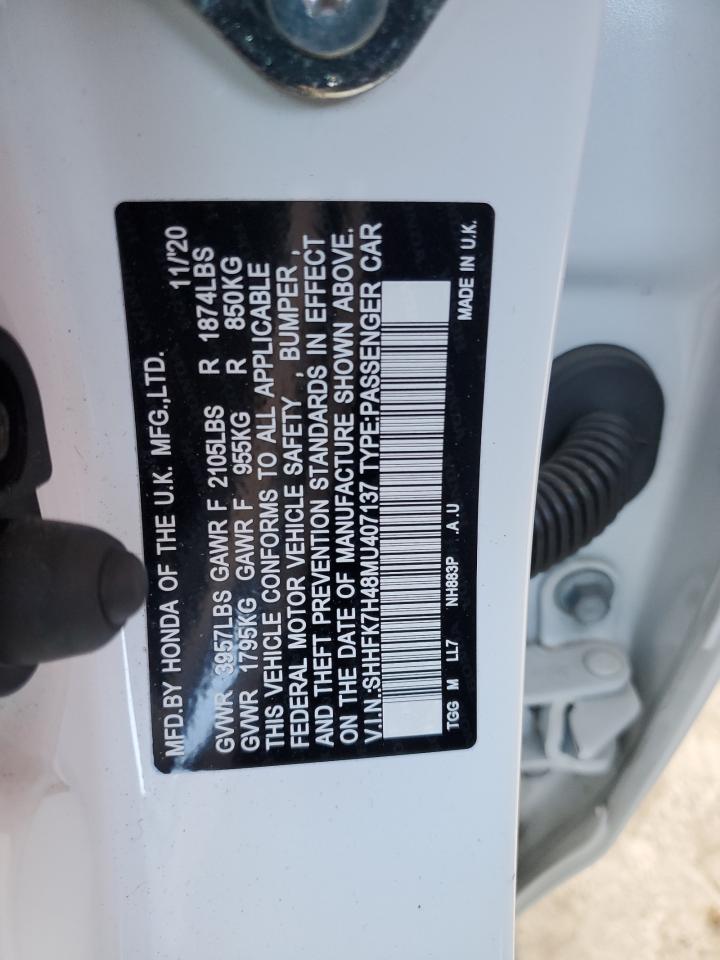 MFD.BY HONDA OF THE U.K. MFG.,LTD. 11/'20
GVWR 3957LBS GAWR F 2105LBS R 1874LBS
GVWR 1795KG GAWR F 955KG R 850KG
THIS VEHICLE CONFORMS TO ALL APPLICABLE
FEDERAL MOTOR VEHICLE SAFETY , BUMPER ,
AND THEFT PREVENTION STANDARDS IN EFFECT
ON THE DATE OF MANUFACTURE SHOWN ABOVE.
V.I.N.:SHHFK7H48MU407137 TYPE:PASSENGER CAR
TGG M LL7 NH883P .A.U MADE IN U.K.